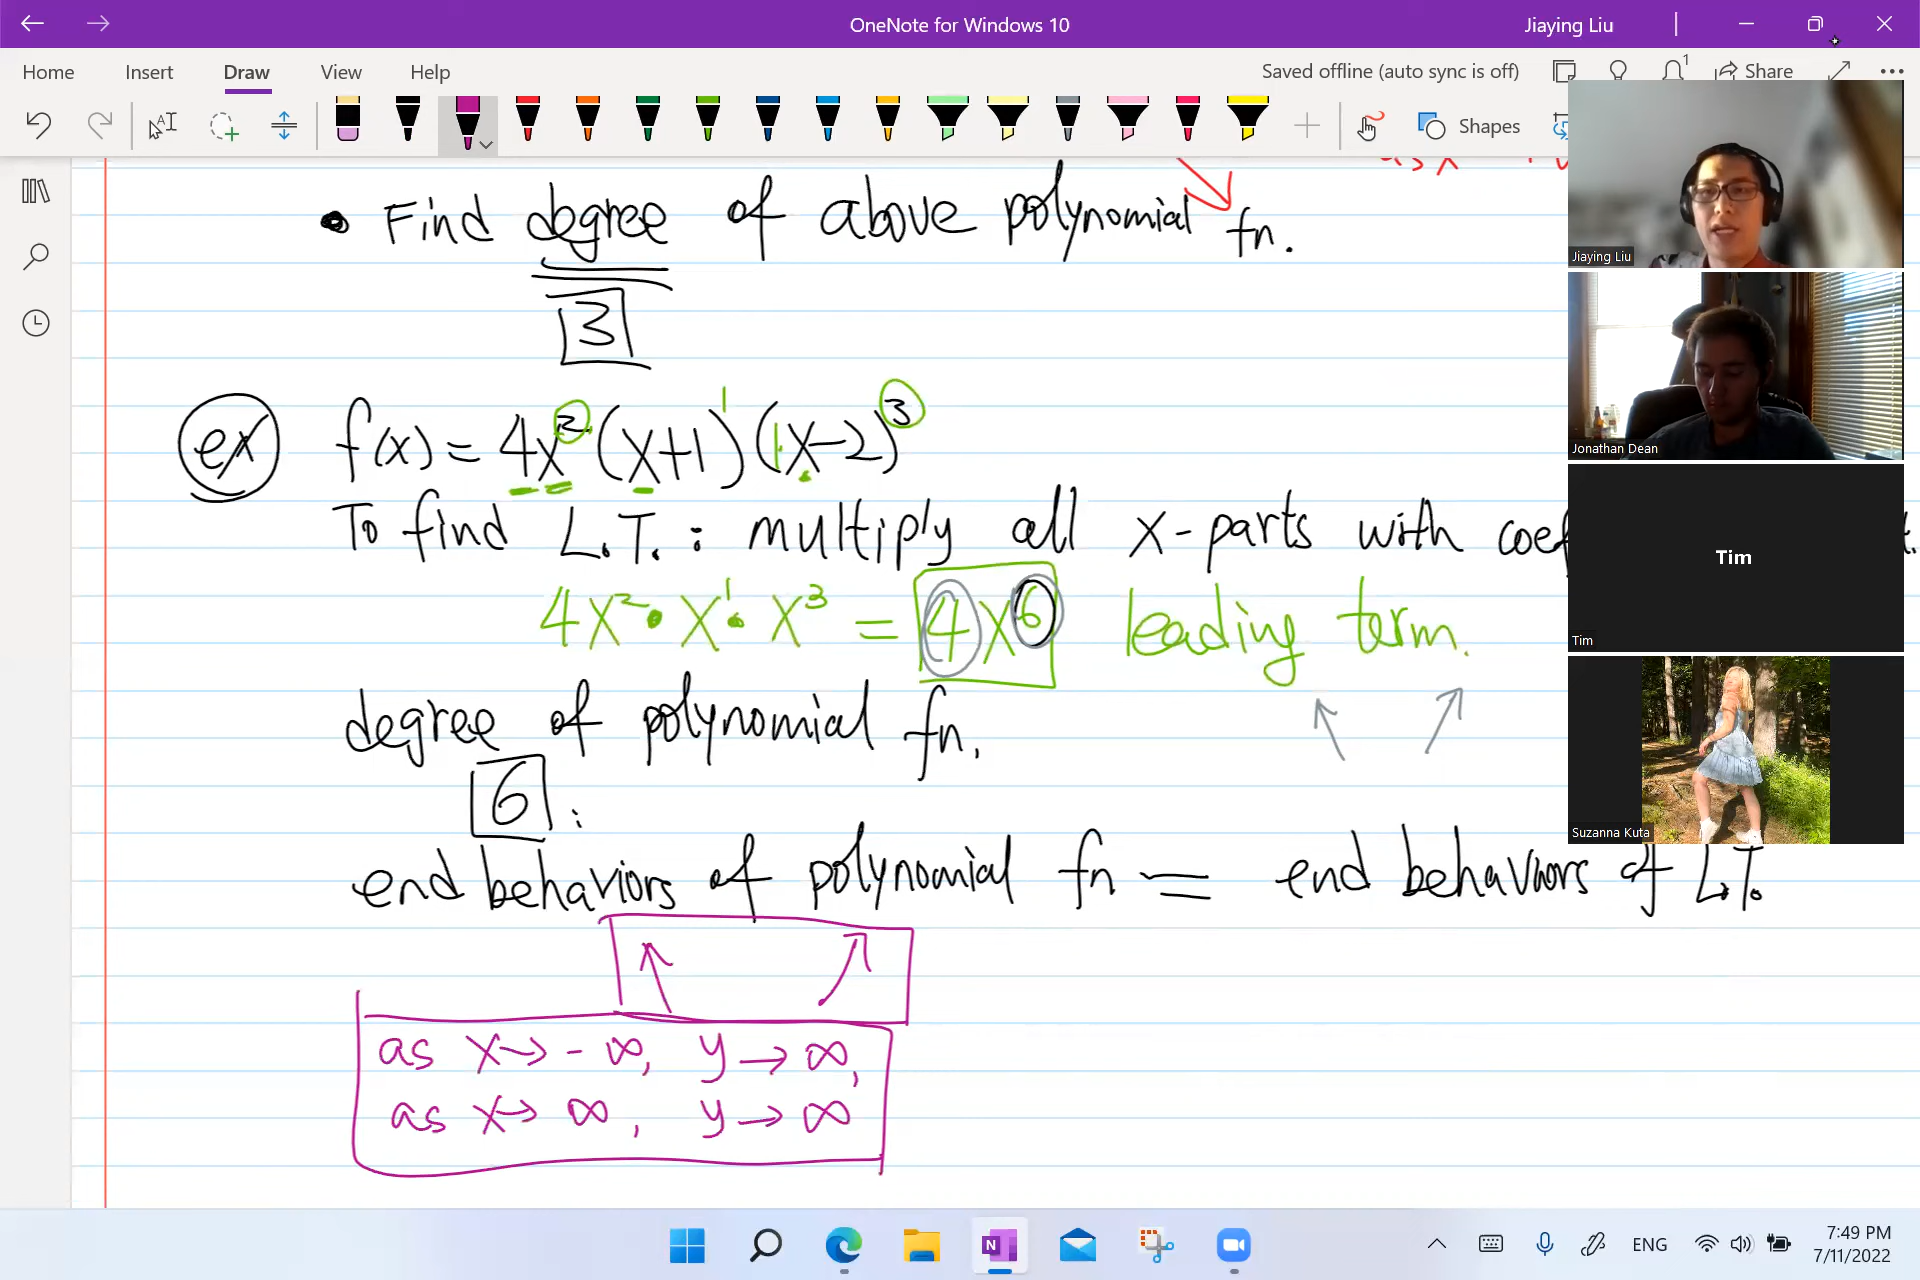 OneNote for Windows 10
Jiaying Liu
Home Insert Draw View Help
Saved offline (auto sync is off)
1
Share
Shapes
as x
• Find degree of above polynomial fn.
3
ex f(x) = 4x²(x+1)¹(1x-2)³
To find L.T. : multiply all x-parts with
4x² • x¹ • x³ = 4x⁶ leading term.
degree of polynomial fn.
6 :
end behaviors of polynomial fn = end behaviors of L.T.
as x → -∞, y → ∞,
as x → ∞, y → ∞
Jiaying Liu
Jonathan Dean
Tim
Tim
Suzanna Kuta
ENG
7:49 PM
7/11/2022